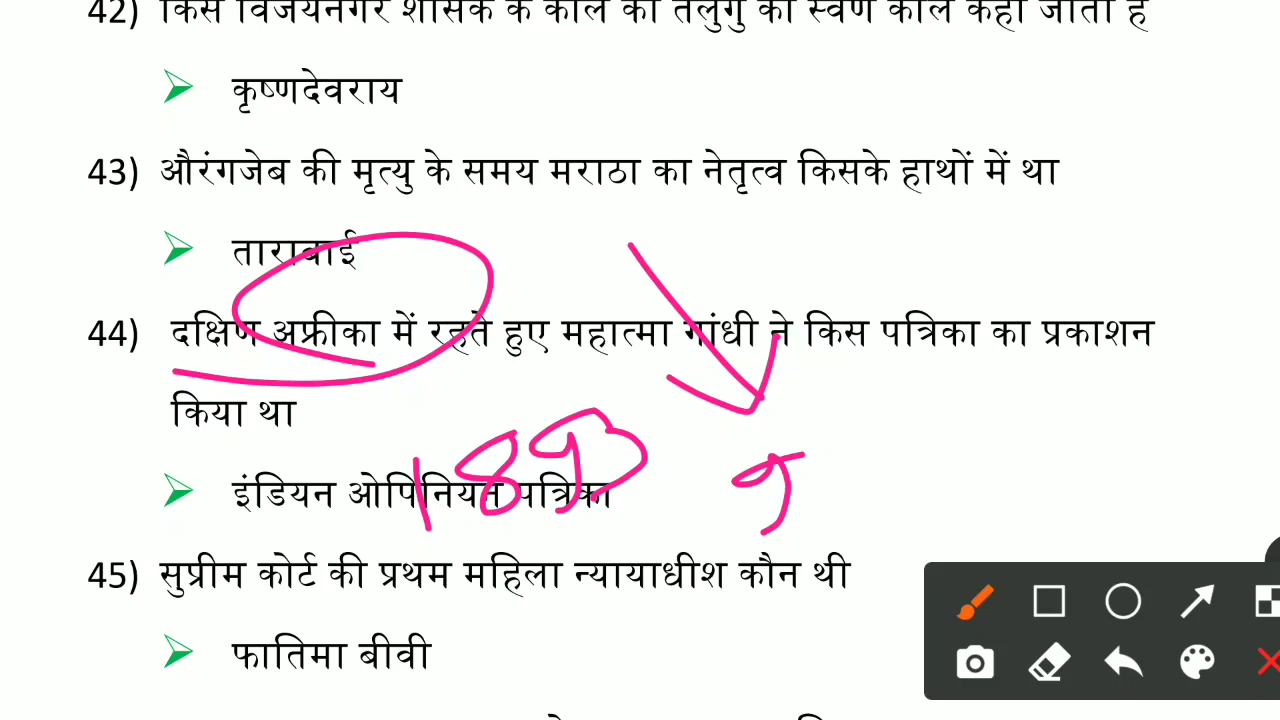 42) किस विजयनगर शासक के काल को तेलुगु का स्वर्ण काल कहा जाता है
➢ कृष्णदेवराय
43) औरंगजेब की मृत्यु के समय मराठा का नेतृत्व किसके हाथों में था
➢ ताराबाई
44) दक्षिण अफ्रीका में रहते हुए महात्मा गांधी ने किस पत्रिका का प्रकाशन
किया था
➢ इंडियन ओपिनियन पत्रिका
1893
45) सुप्रीम कोर्ट की प्रथम महिला न्यायाधीश कौन थी
➢ फातिमा बीवी